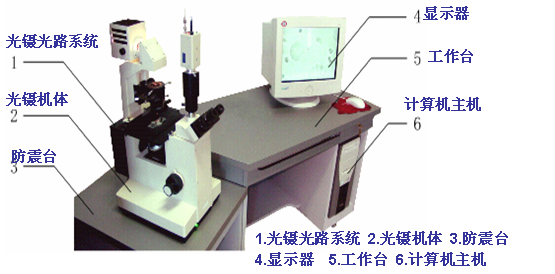 光镊光路系统
1
光镊机体
2
防震台
3
4 显示器
5 工作台
计算机主机
6
1.光镊光路系统 2.光镊机体 3.防震台
4.显示器 5.工作台 6.计算机主机